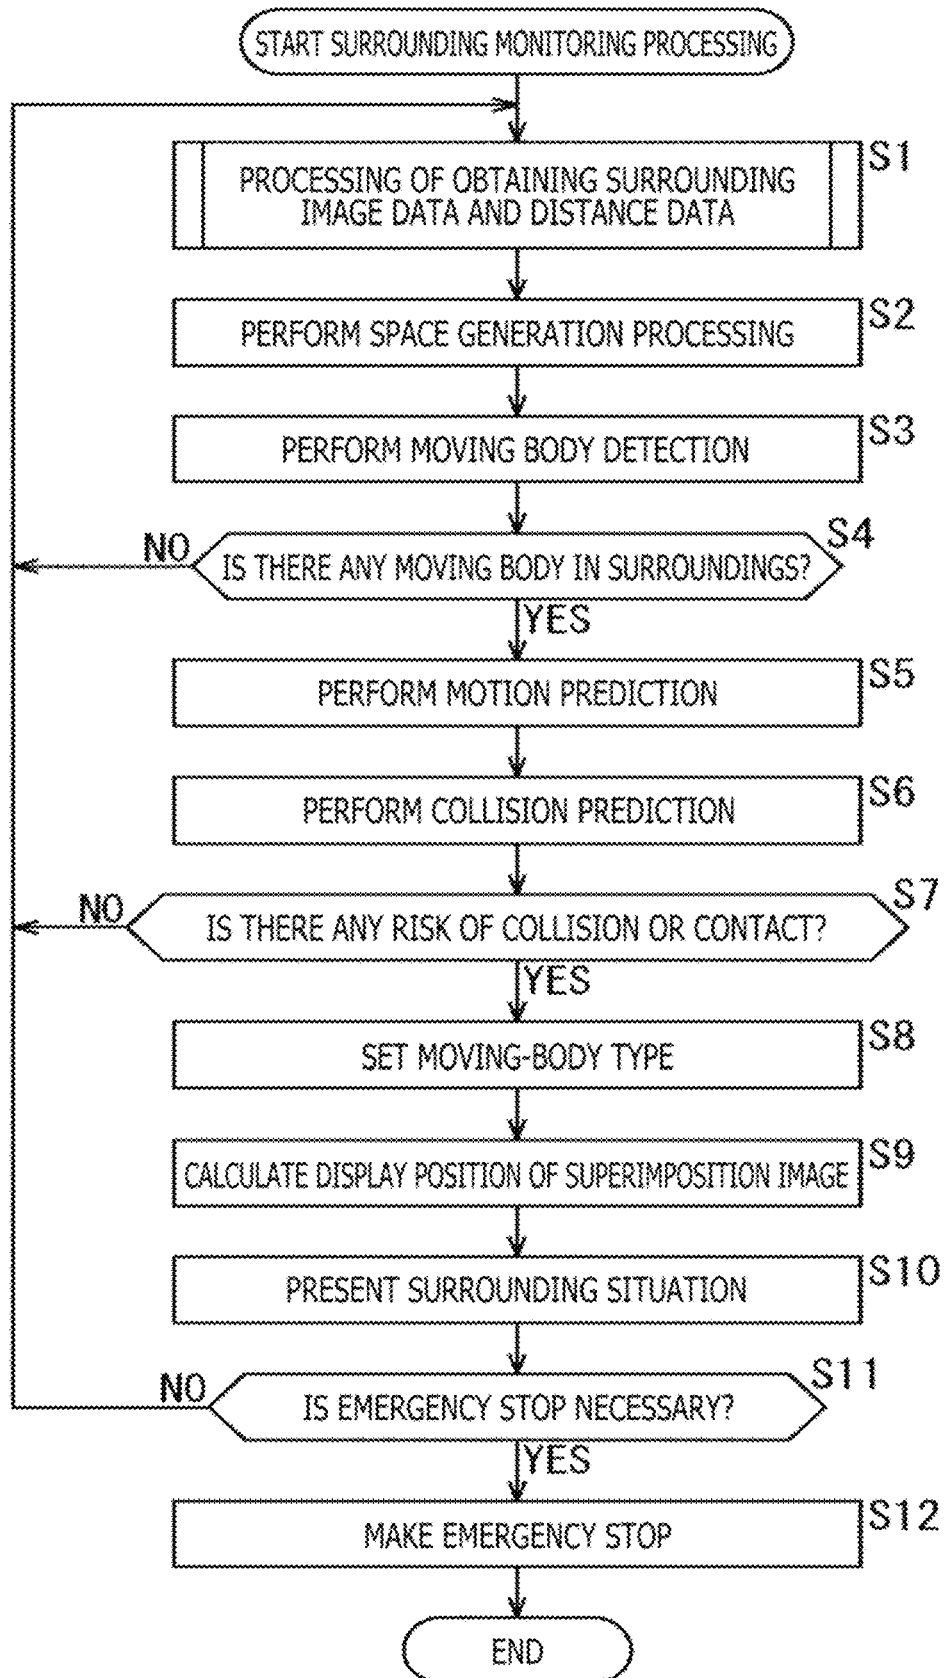 START SURROUNDING MONITORING PROCESSING
S1
PROCESSING OF OBTAINING SURROUNDING
IMAGE DATA AND DISTANCE DATA
S2
PERFORM SPACE GENERATION PROCESSING
S3
PERFORM MOVING BODY DETECTION
S4
NO
IS THERE ANY MOVING BODY IN SURROUNDINGS?
YES
S5
PERFORM MOTION PREDICTION
S6
PERFORM COLLISION PREDICTION
S7
NO
IS THERE ANY RISK OF COLLISION OR CONTACT?
YES
S8
SET MOVING-BODY TYPE
S9
CALCULATE DISPLAY POSITION OF SUPERIMPOSITION IMAGE
S10
PRESENT SURROUNDING SITUATION
S11
NO
IS EMERGENCY STOP NECESSARY?
YES
S12
MAKE EMERGENCY STOP
END